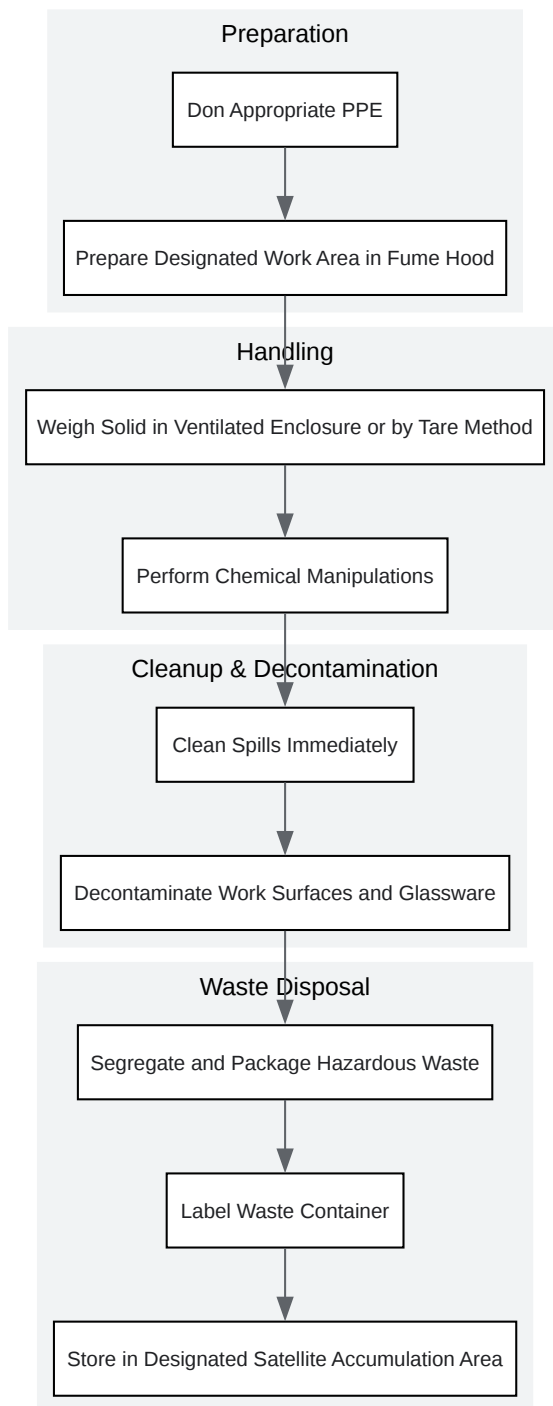 Preparation
Don Appropriate PPE
Prepare Designated Work Area in Fume Hood
Handling
Weigh Solid in Ventilated Enclosure or by Tare Method
Perform Chemical Manipulations
Cleanup & Decontamination
Clean Spills Immediately
Decontaminate Work Surfaces and Glassware
Waste Disposal
Segregate and Package Hazardous Waste
Label Waste Container
Store in Designated Satellite Accumulation Area